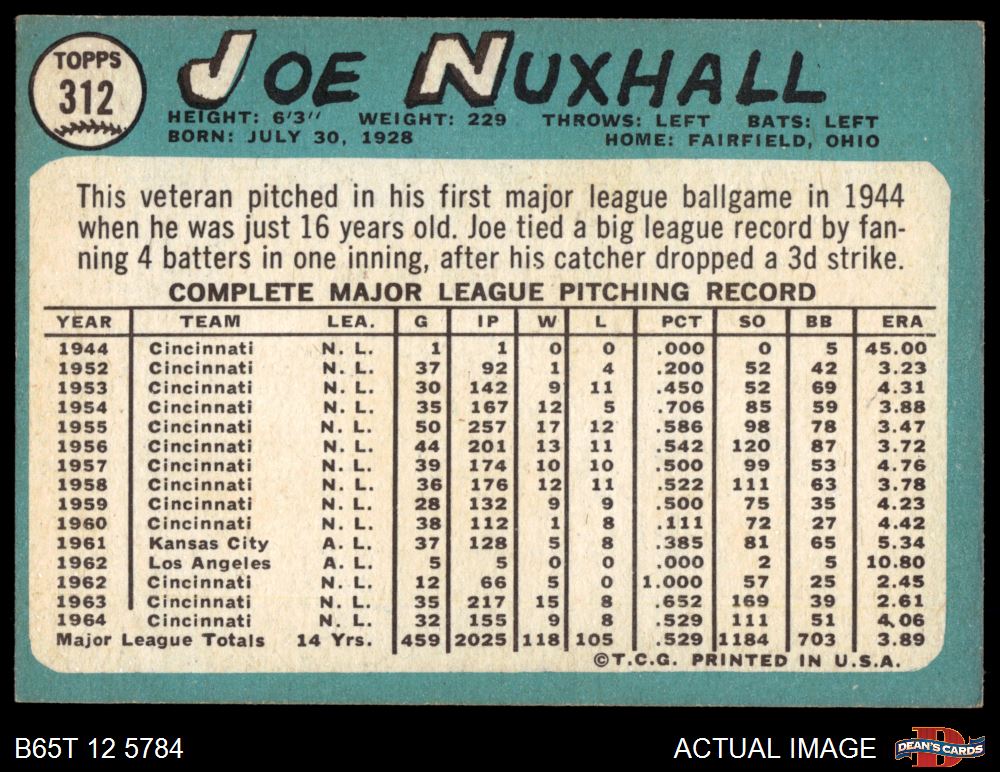 TOPPS
312
JOE NUXHALL
HEIGHT: 6'3" WEIGHT: 229 THROWS: LEFT BATS: LEFT
BORN: JULY 30, 1928 HOME: FAIRFIELD, OHIO
This veteran pitched in his first major league ballgame in 1944
when he was just 16 years old. Joe tied a big league record by fan-
ning 4 batters in one inning, after his catcher dropped a 3d strike.
COMPLETE MAJOR LEAGUE PITCHING RECORD
YEAR TEAM LEA. G IP W L PCT SO BB ERA
1944 Cincinnati N. L. 1 1 0 0 .000 0 5 45.00
1952 Cincinnati N. L. 37 92 1 4 .200 52 42 3.23
1953 Cincinnati N. L. 30 142 9 11 .450 52 69 4.31
1954 Cincinnati N. L. 35 167 12 5 .706 85 59 3.88
1955 Cincinnati N. L. 50 257 17 12 .586 98 78 3.47
1956 Cincinnati N. L. 44 201 13 11 .542 120 87 3.72
1957 Cincinnati N. L. 39 174 10 10 .500 99 53 4.76
1958 Cincinnati N. L. 36 176 12 11 .522 111 63 3.78
1959 Cincinnati N. L. 28 132 9 9 .500 75 35 4.23
1960 Cincinnati N. L. 38 112 1 8 .111 72 27 4.42
1961 Kansas City A. L. 37 128 5 8 .385 81 65 5.34
1962 Los Angeles A. L. 5 5 0 0 .000 2 5 10.80
1962 Cincinnati N. L. 12 66 5 0 1.000 57 25 2.45
1963 Cincinnati N. L. 35 217 15 8 .652 169 39 2.61
1964 Cincinnati N. L. 32 155 9 8 .529 111 51 4.06
Major League Totals 14 Yrs. 459 2025 118 105 .529 1184 703 3.89
©T.C.G. PRINTED IN U.S.A.
B65T 12 5784 ACTUAL IMAGE DEAN'S CARDS